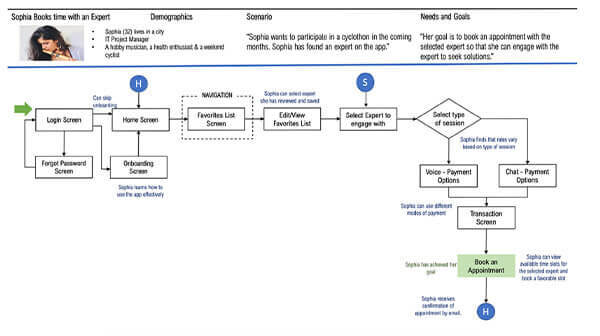 Sophia Books time with an Expert
Demographics
Scenario
Needs and Goals
• Sophia (32) lives in a city
• IT Project Manager
• A hobby musician, a health enthusiast & a weekend
cyclist
"Sophia wants to participate in a cyclothon in the coming
months. Sophia has found an expert on the app."
"Her goal is to book an appointment with the
selected expert so that she can engage with the
expert to seek solutions."
H
S
Can skip
onboarding
NAVIGATION
Sophia can select expert
she has reviewed and saved
Login Screen
Home Screen
Favorites List
Screen
Edit/View
Favorites List
Select Expert to
engage with
Select type
of session
Sophia finds that rates vary
based on type of session
Forgot Password
Screen
Onboarding
Screen
Sophia learns how to
use the app effectively
Voice - Payment
Options
Chat - Payment
Options
Sophia can use different
modes of payment
Transaction
Screen
Sophia has achieved her
goal
Book an
Appointment
Sophia can view
available time slots for
the selected expert and
book a favorable slot
Sophia receives
confirmation of
appointment by email.
H